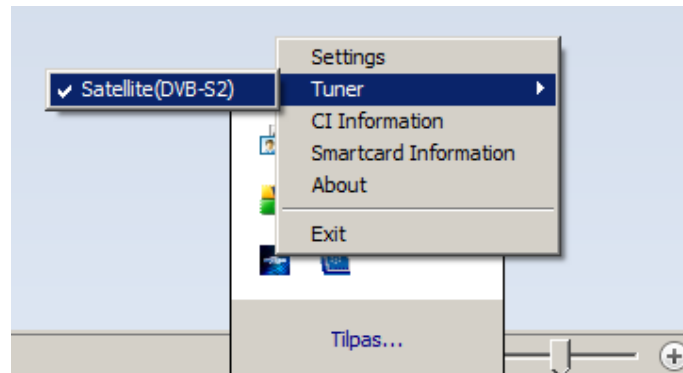 Settings
Satellite(DVB-S2)
Tuner
CI Information
Smartcard Information
About
Exit
Tilpas...